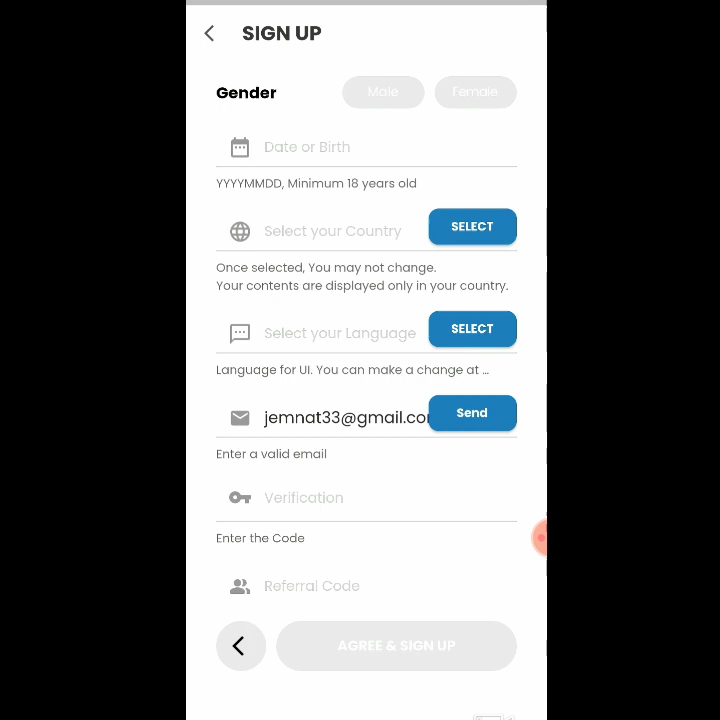 SIGN UP
Gender Male Female
Date or Birth
YYYYMMDD, Minimum 18 years old
Select your Country SELECT
Once selected, You may not change.
Your contents are displayed only in your country.
Select your Language SELECT
Language for UI. You can make a change at ...
jemnat33@gmail.co Send
Enter a valid email
Verification
Enter the Code
Referral Code
AGREE & SIGN UP